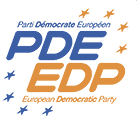 Parti Démocrate Européen
PDE
EDP
European Democratic Party